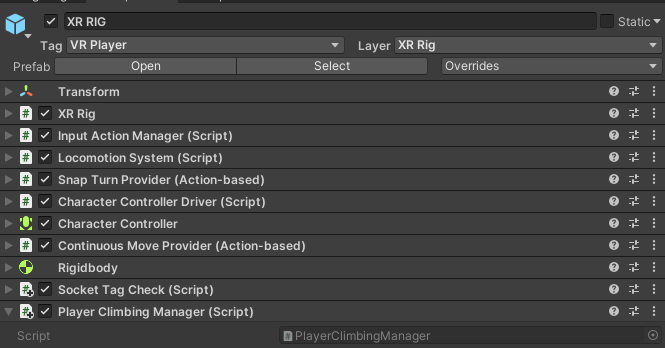 XR RIG Static
Tag VR Player Layer XR Rig
Prefab Open Select Overrides
Transform
XR Rig
Input Action Manager (Script)
Locomotion System (Script)
Snap Turn Provider (Action-based)
Character Controller Driver (Script)
Character Controller
Continuous Move Provider (Action-based)
Rigidbody
Socket Tag Check (Script)
Player Climbing Manager (Script)
Script PlayerClimbingManager